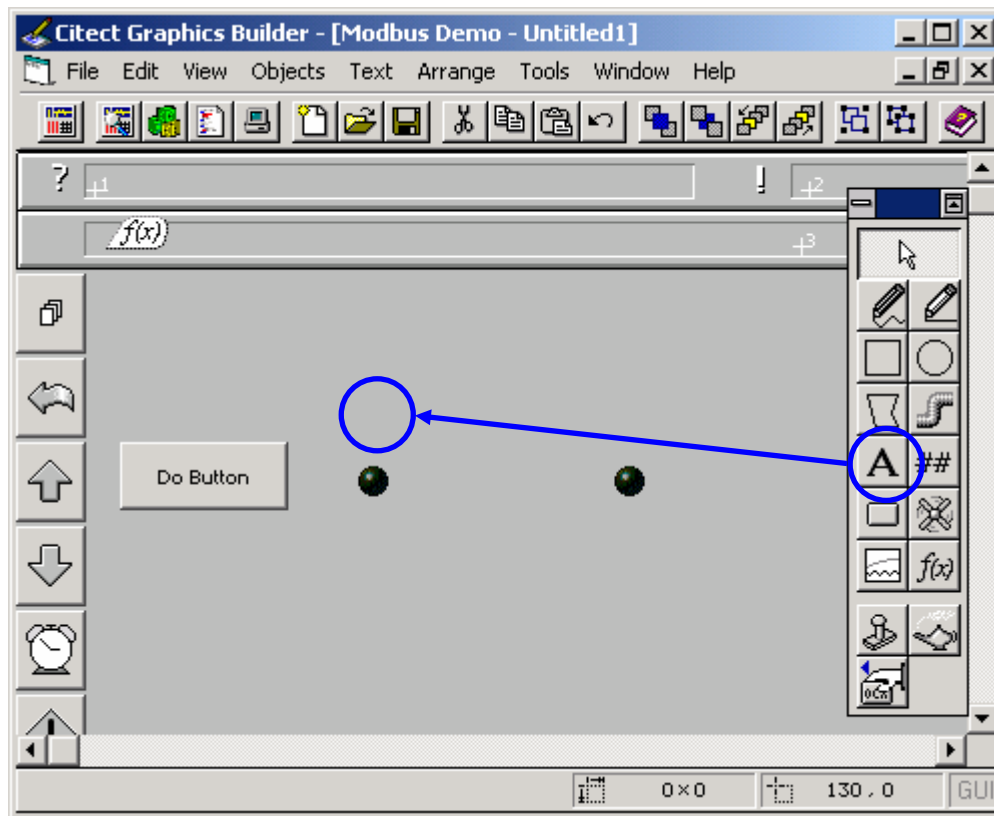 Citect Graphics Builder - [Modbus Demo - Untitled1]
File Edit View Objects Text Arrange Tools Window Help
? 1 ! 2
f(x) 3
A ##
Do Button
f(x)
0×0 130,0 GUI